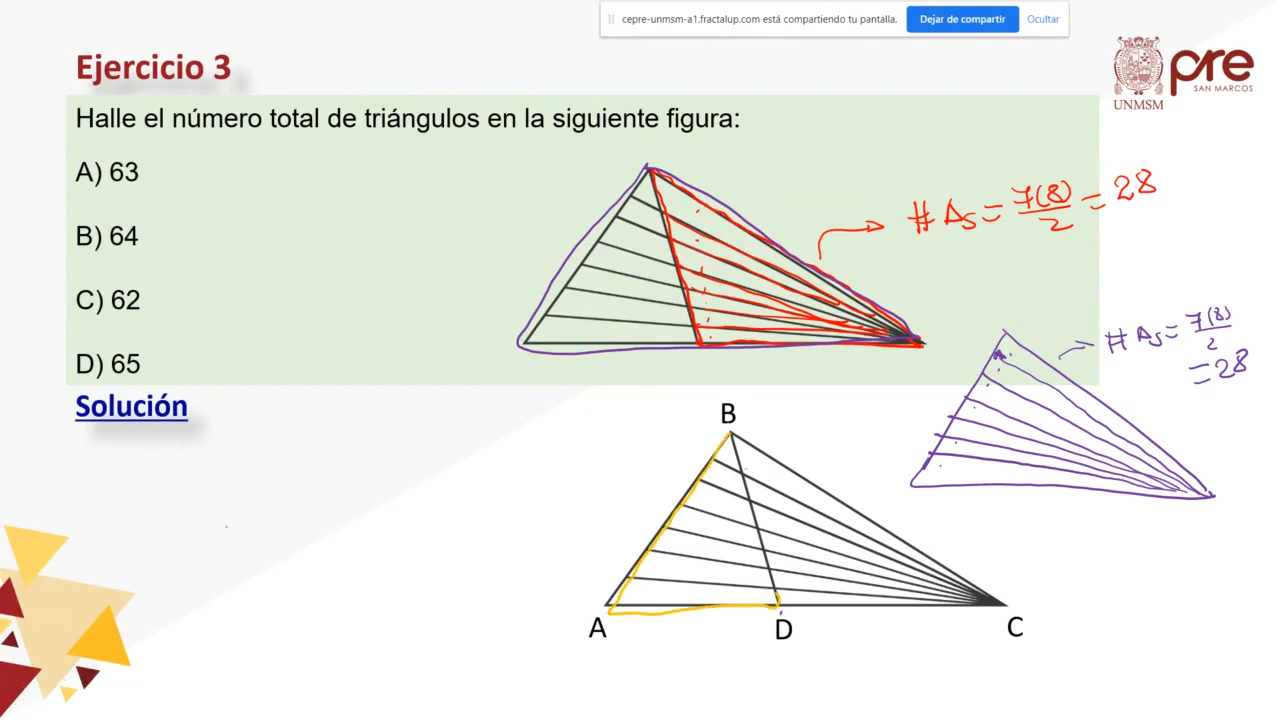 cepre-unmsm-a1.fractalup.com está compartiendo tu pantalla.
Dejar de compartir
Ocultar
Ejercicio 3
UNMSM
pre
SAN MARCOS
Halle el número total de triángulos en la siguiente figura:
A) 63
B) 64
C) 62
D) 65
# Δs = 7(8)/2 = 28
# Δs = 7(8)/2
= 28
Solución
B
A
D
C